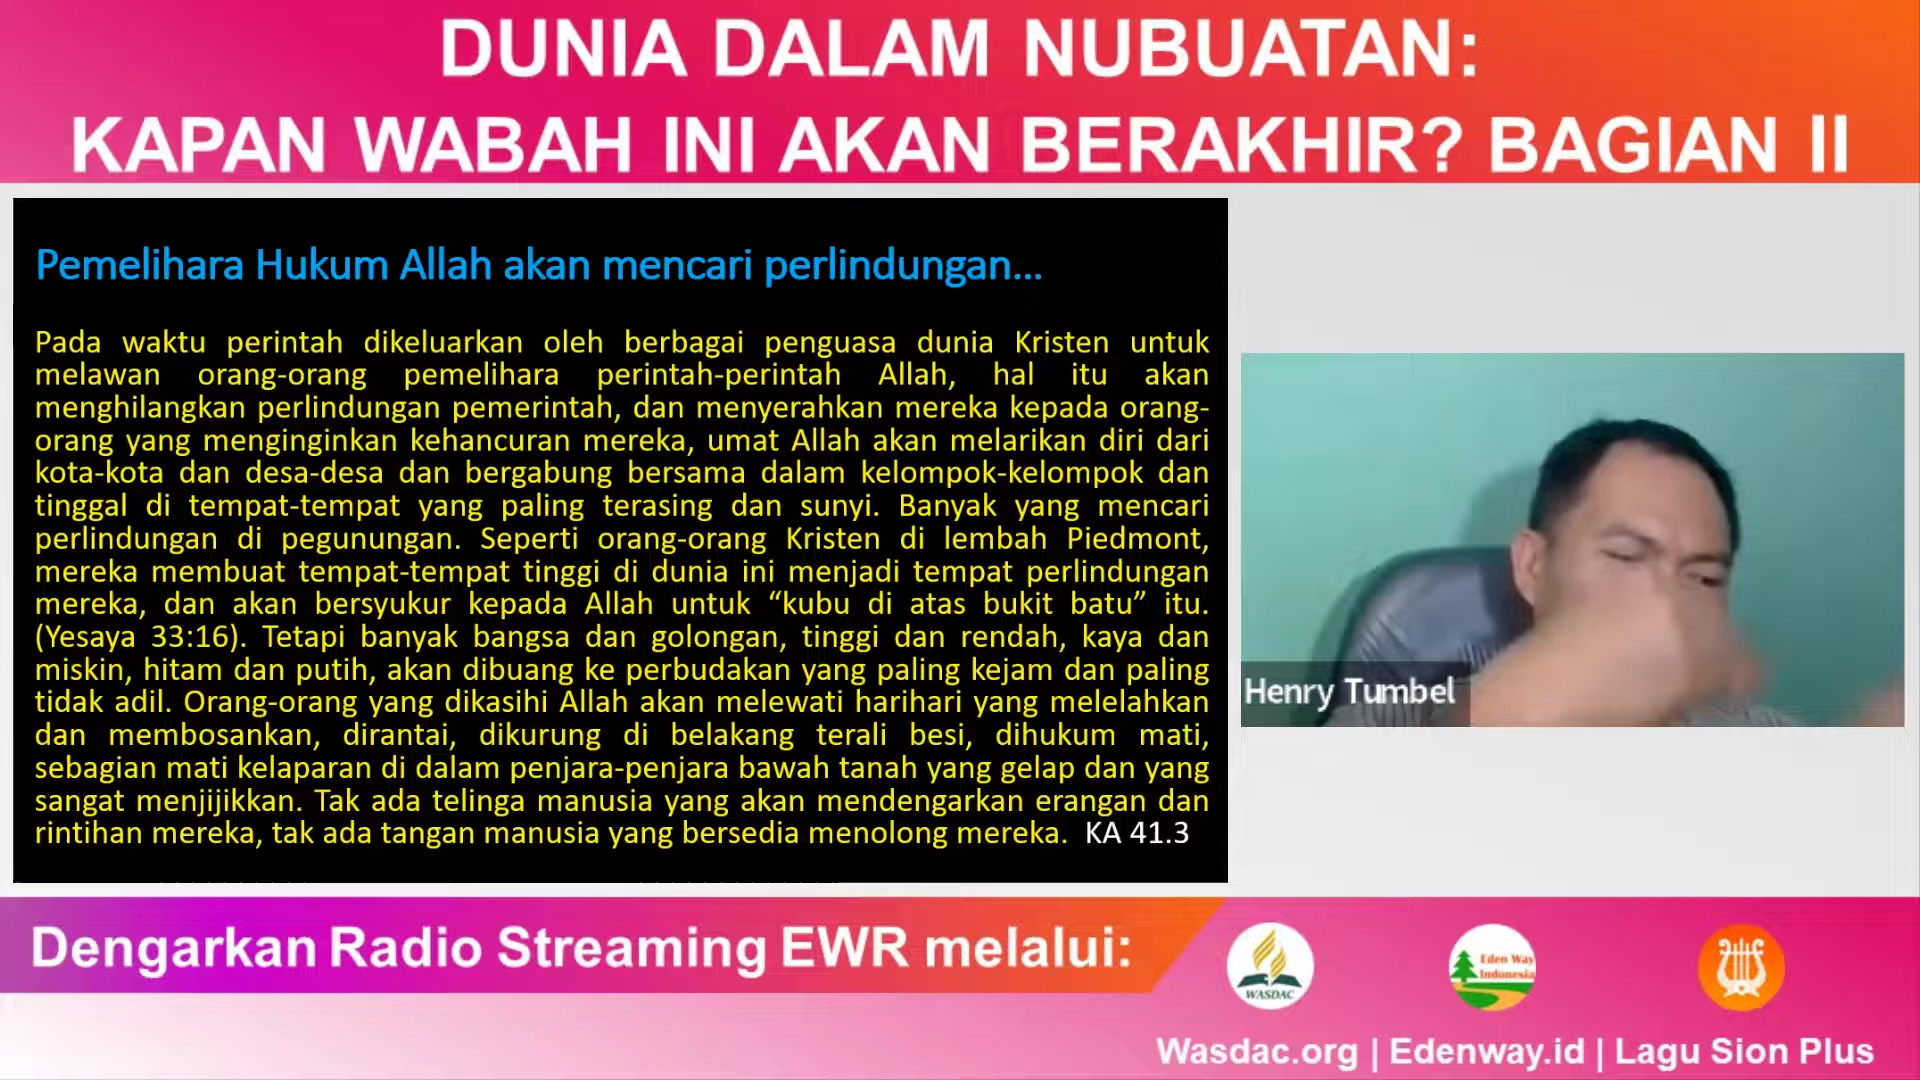 DUNIA DALAM NUBUATAN:
KAPAN WABAH INI AKAN BERAKHIR? BAGIAN II
Pemelihara Hukum Allah akan mencari perlindungan...
Pada waktu perintah dikeluarkan oleh berbagai penguasa dunia Kristen untuk
melawan orang-orang pemelihara perintah-perintah Allah, hal itu akan
menghilangkan perlindungan pemerintah, dan menyerahkan mereka kepada orang-
orang yang menginginkan kehancuran mereka, umat Allah akan melarikan diri dari
kota-kota dan desa-desa dan bergabung bersama dalam kelompok-kelompok dan
tinggal di tempat-tempat yang paling terasing dan sunyi. Banyak yang mencari
perlindungan di pegunungan. Seperti orang-orang Kristen di lembah Piedmont,
mereka membuat tempat-tempat tinggi di dunia ini menjadi tempat perlindungan
mereka, dan akan bersyukur kepada Allah untuk “kubu di atas bukit batu” itu.
(Yesaya 33:16). Tetapi banyak bangsa dan golongan, tinggi dan rendah, kaya dan
miskin, hitam dan putih, akan dibuang ke perbudakan yang paling kejam dan paling
tidak adil. Orang-orang yang dikasihi Allah akan melewati harihari yang melelahkan
dan membosankan, dirantai, dikurung di belakang terali besi, dihukum mati,
sebagian mati kelaparan di dalam penjara-penjara bawah tanah yang gelap dan yang
sangat menjijikkan. Tak ada telinga manusia yang akan mendengarkan erangan dan
rintihan mereka, tak ada tangan manusia yang bersedia menolong mereka. KA 41.3
Henry Tumbel
Dengarkan Radio Streaming EWR melalui:
WASDAC
Eden Way
Indonesia
Wasdac.org | Edenway.id | Lagu Sion Plus